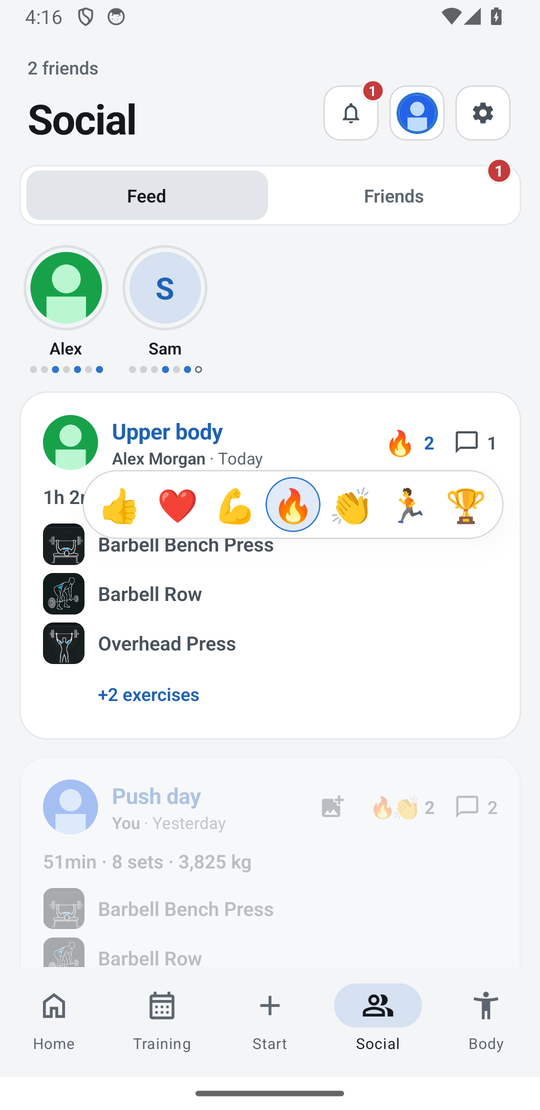 4:16
2 friends
Social
1
Feed
Friends
1
S
Alex
Sam
Upper body
2
1
Alex Morgan · Today
1h 2
Barbell Bench Press
Barbell Row
Overhead Press
+2 exercises
Push day
2
2
You · Yesterday
51min · 8 sets · 3,825 kg
Barbell Bench Press
Barbell Row
Home
Training
Start
Social
Body